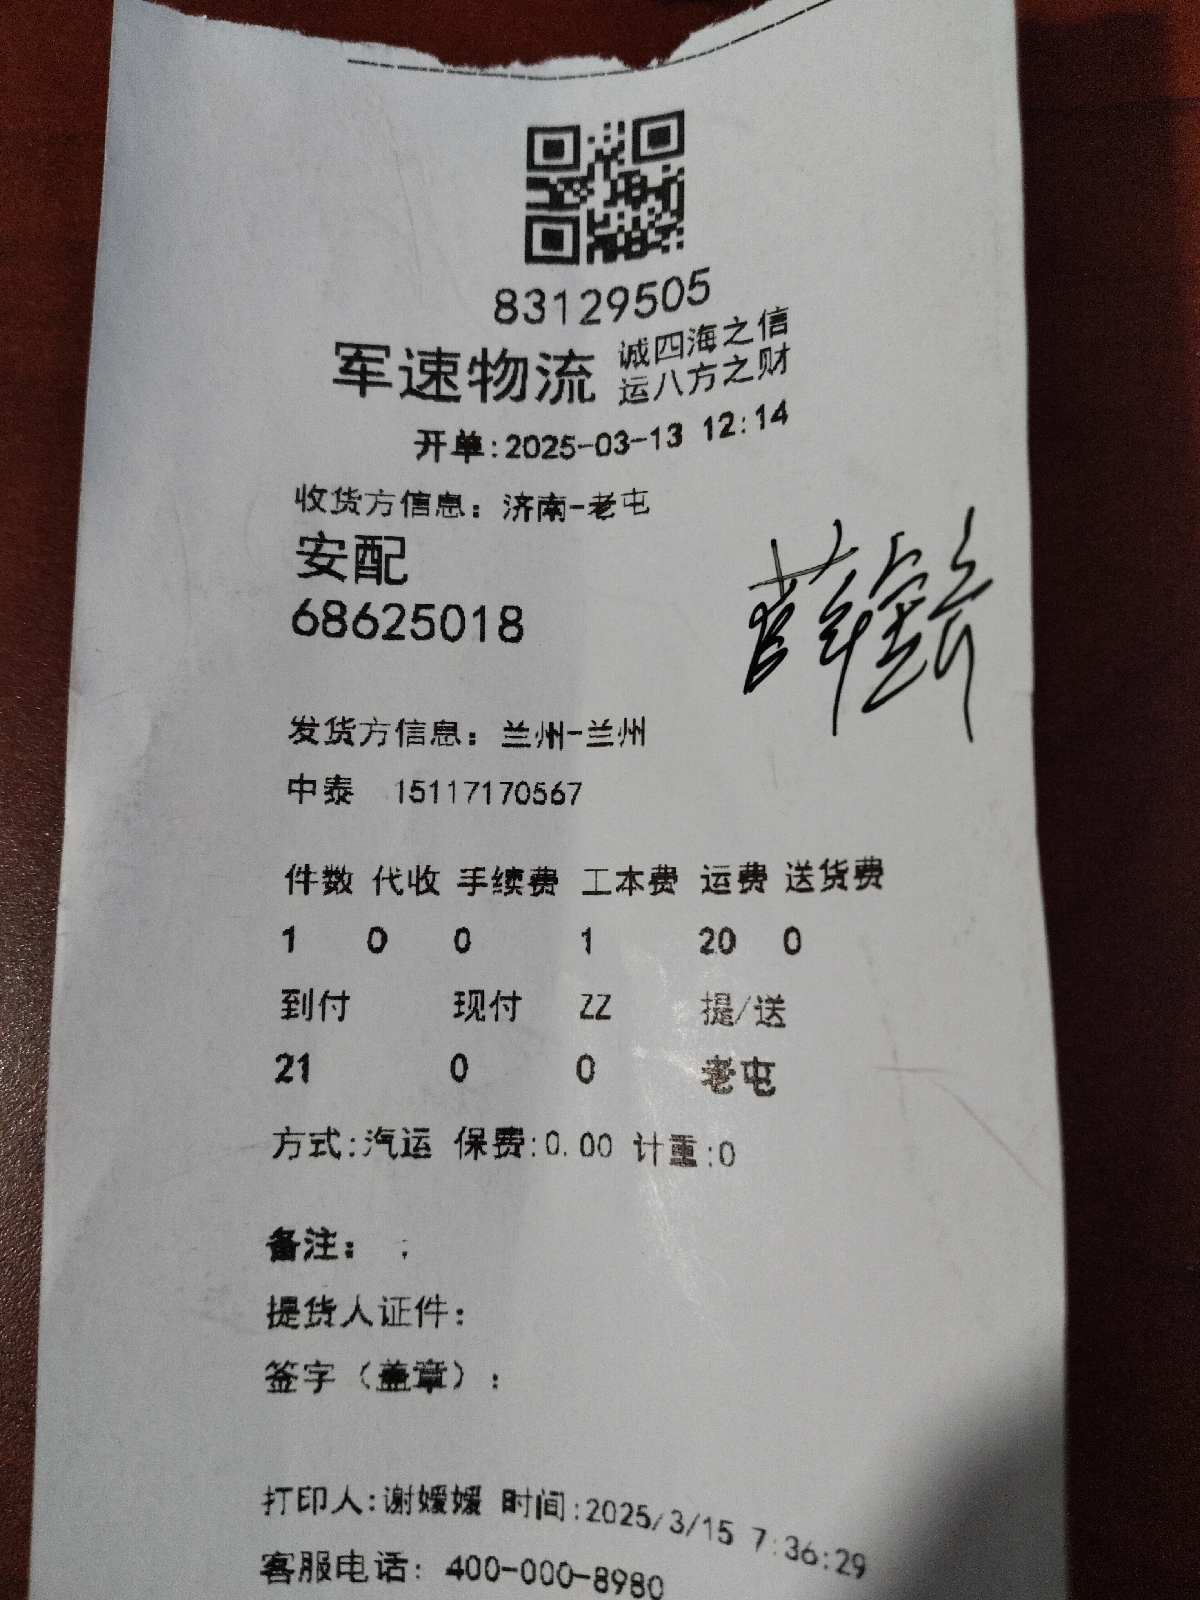 83129505
军速物流 诚四海之信
运八方之财
开单:2025-03-13 12:14
收货方信息：济南-老屯
安配
68625018
发货方信息：兰州-兰州
中泰 15117170567
件数 代收 手续费 工本费 运费 送货费
1 0 0 1 20 0
到付 现付 ZZ 提/送
21 0 0 老屯
方式:汽运 保费:0.00 计重:0
备注： ;
提货人证件：
签字（盖章）：
打印人:谢媛媛 时间:2025/3/15 7:36:29
客服电话: 400-000-8980